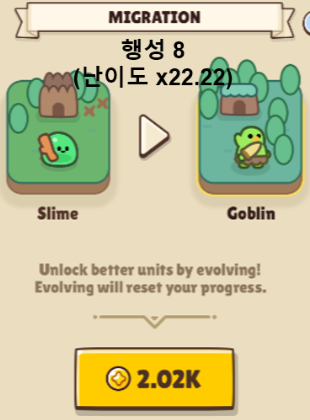 MIGRATION
행성 8
(난이도 x22.22)
Slime
Goblin
Unlock better units by evolving!
Evolving will reset your progress.
2.02K